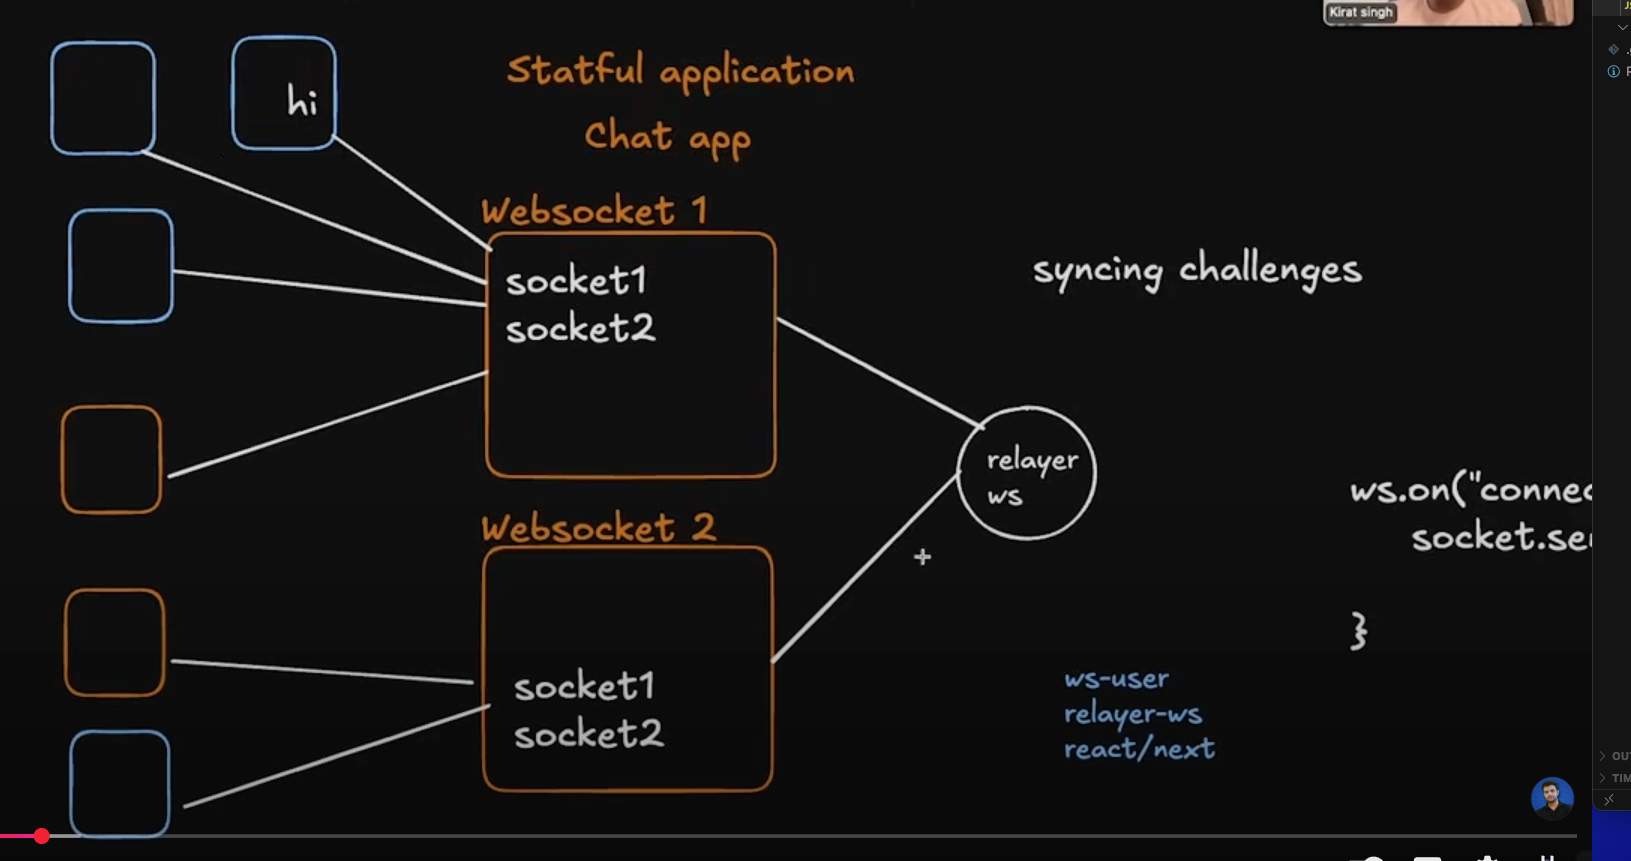 Kirat singh
hi
Statful application
Chat app
Websocket 1
socket1
socket2
syncing challenges
relayer
ws
ws.on("connec
socket.se
}
Websocket 2
socket1
socket2
ws-user
relayer-ws
react/next
OU
TIM